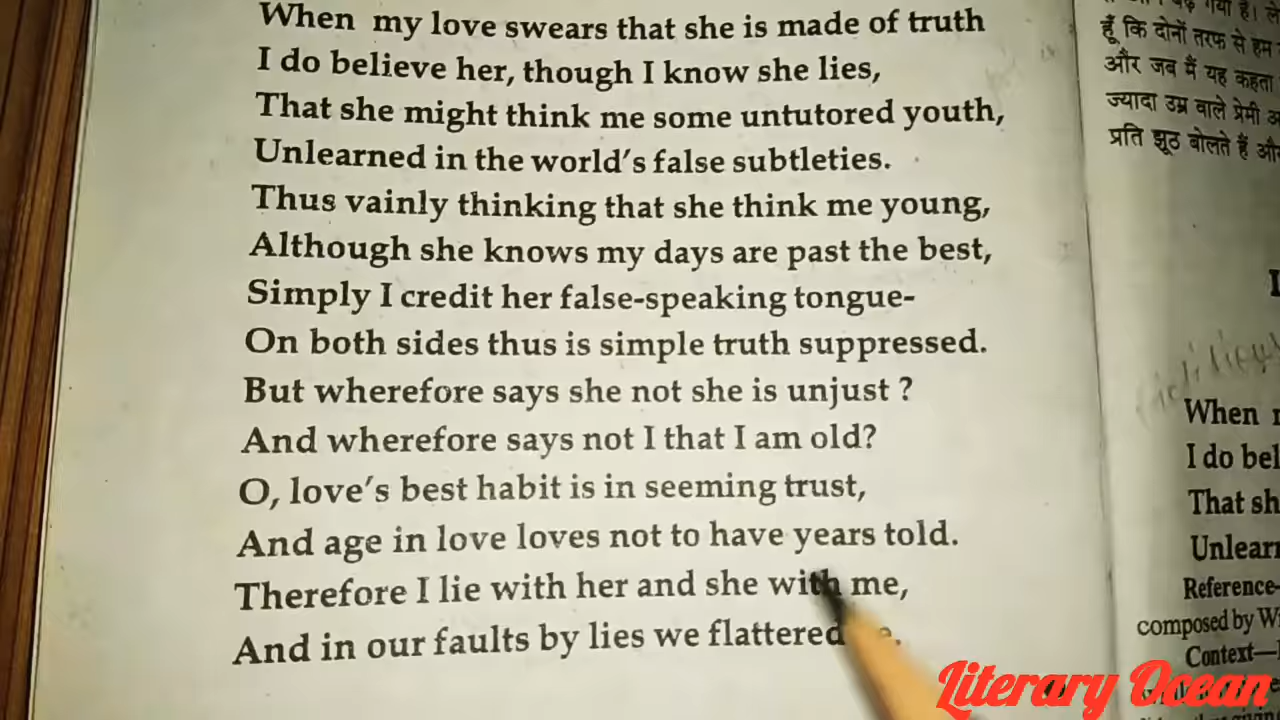 When my love swears that she is made of truth
I do believe her, though I know she lies,
That she might think me some untutored youth,
Unlearned in the world's false subtleties.
Thus vainly thinking that she think me young,
Although she knows my days are past the best,
Simply I credit her false-speaking tongue-
On both sides thus is simple truth suppressed.
But wherefore says she not she is unjust ?
And wherefore says not I that I am old?
O, love's best habit is in seeming trust,
And age in love loves not to have years told.
Therefore I lie with her and she with me,
And in our faults by lies we flattered
हूँ कि दोनों तरफ से हम
और जब मैं यह कहता
ज्यादा उम्र वाले प्रेमी
प्रति झूठ बोलते हैं और
When
I do
That
Reference-
composed by
Context—
Literary Ocean